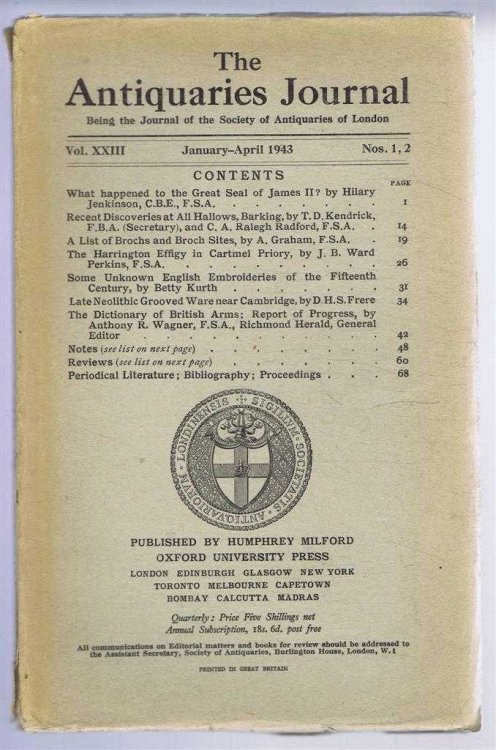 The
Antiquaries Journal
Being the Journal of the Society of Antiquaries of London
Vol. XXIII January–April 1943 Nos. 1, 2
CONTENTS
PAGE
What happened to the Great Seal of James II? by Hilary
Jenkinson, C.B.E., F.S.A. . . . . . . 1
Recent Discoveries at All Hallows, Barking, by T. D. Kendrick,
F.B.A. (Secretary), and C. A. Ralegh Radford, F.S.A. . 14
A List of Brochs and Broch Sites, by A. Graham, F.S.A. . 19
The Harrington Effigy in Cartmel Priory, by J. B. Ward
Perkins, F.S.A. . . . . . . . . 26
Some Unknown English Embroideries of the Fifteenth
Century, by Betty Kurth . . . . . . 31
Late Neolithic Grooved Ware near Cambridge, by D. H. S. Frere 34
The Dictionary of British Arms: Report of Progress, by
Anthony R. Wagner, F.S.A., Richmond Herald, General
Editor . . . . . . . . . . 42
Notes (see list on next page) . . . . . . 48
Reviews (see list on next page) . . . . . . 60
Periodical Literature; Bibliography; Proceedings . . . 68
SIGILLVM · SOCIETATIS · ANTIQVARIORVM · LONDINENSIS
PUBLISHED BY HUMPHREY MILFORD
OXFORD UNIVERSITY PRESS
LONDON EDINBURGH GLASGOW NEW YORK
TORONTO MELBOURNE CAPETOWN
BOMBAY CALCUTTA MADRAS
Quarterly: Price Five Shillings net
Annual Subscription, 18s. 6d. post free
All communications on Editorial matters and books for review should be addressed to
the Assistant Secretary, Society of Antiquaries, Burlington House, London, W.1
PRINTED IN GREAT BRITAIN